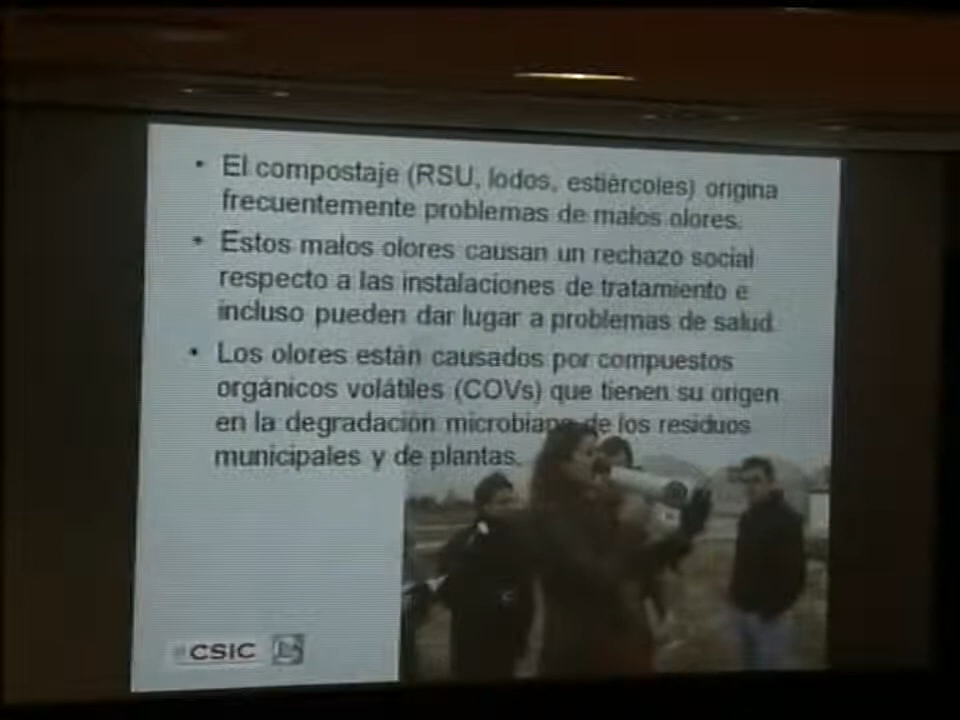 • El compostaje (RSU, lodos, estiércoles) origina
frecuentemente problemas de malos olores.
• Estos malos olores causan un rechazo social
respecto a las instalaciones de tratamiento e
incluso pueden dar lugar a problemas de salud.
• Los olores están causados por compuestos
orgánicos volátiles (COVs) que tienen su origen
en la degradación microbiana de los residuos
municipales y de plantas.
CSIC